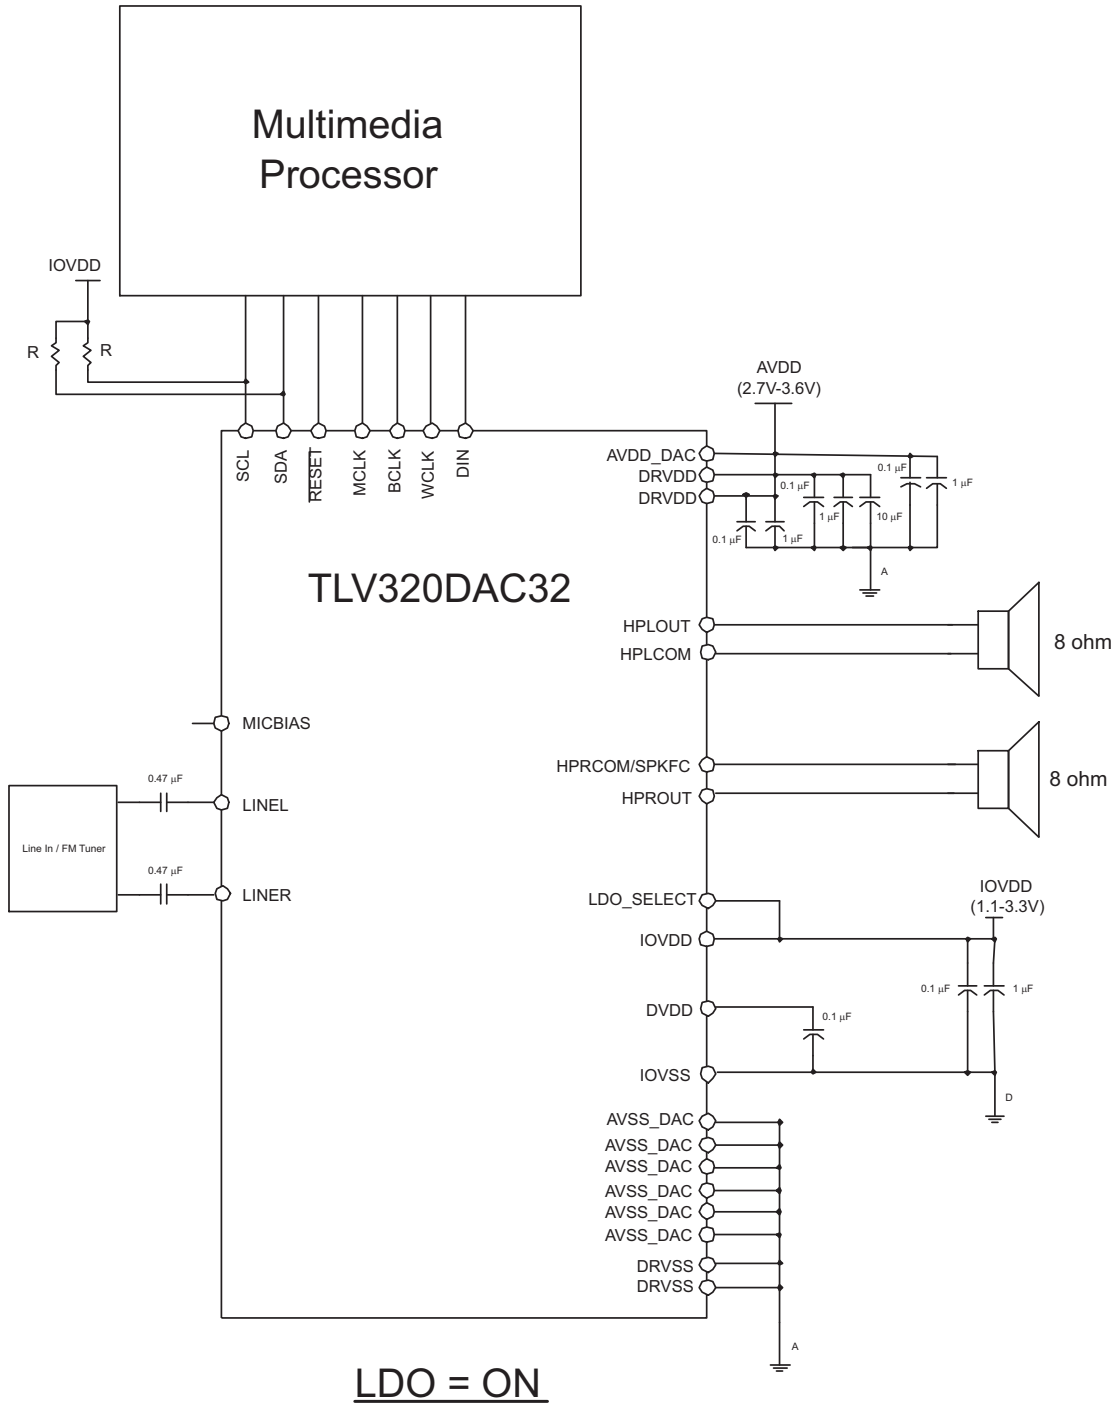 Multimedia
Processor
IOVDD
R
R
SCL
SDA
RESET
MCLK
BCLK
WCLK
DIN
AVDD
(2.7V-3.6V)
AVDD_DAC
DRVDD
DRVDD
0.1 μF
1 μF
0.1 μF
1 μF
10 μF
0.1 μF
1 μF
A
TLV320DAC32
HPLOUT
HPLCOM
8 ohm
MICBIAS
HPRCOM/SPKFC
HPROUT
8 ohm
0.47 μF
LINEL
Line In / FM Tuner
0.47 μF
LINER
LDO_SELECT
IOVDD
IOVDD
(1.1-3.3V)
0.1 μF
1 μF
DVDD
0.1 μF
IOVSS
D
AVSS_DAC
AVSS_DAC
AVSS_DAC
AVSS_DAC
AVSS_DAC
AVSS_DAC
DRVSS
DRVSS
A
LDO = ON